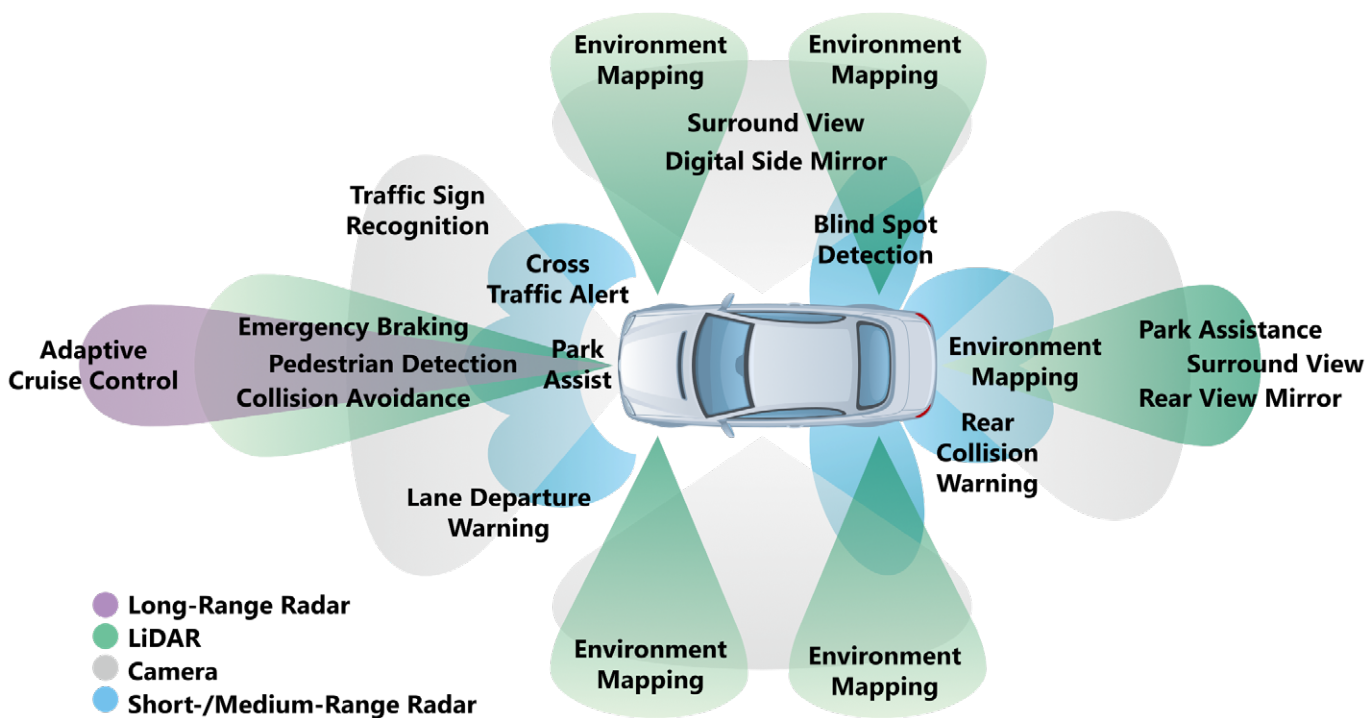 Environment
Mapping
Environment
Mapping
Surround View
Digital Side Mirror
Traffic Sign
Recognition
Blind Spot
Detection
Cross
Traffic Alert
Adaptive
Cruise Control
Emergency Braking
Pedestrian Detection
Collision Avoidance
Park
Assist
Environment
Mapping
Park Assistance
Surround View
Rear View Mirror
Rear
Collision
Warning
Lane Departure
Warning
Environment
Mapping
Environment
Mapping
Long-Range Radar
LiDAR
Camera
Short-/Medium-Range Radar